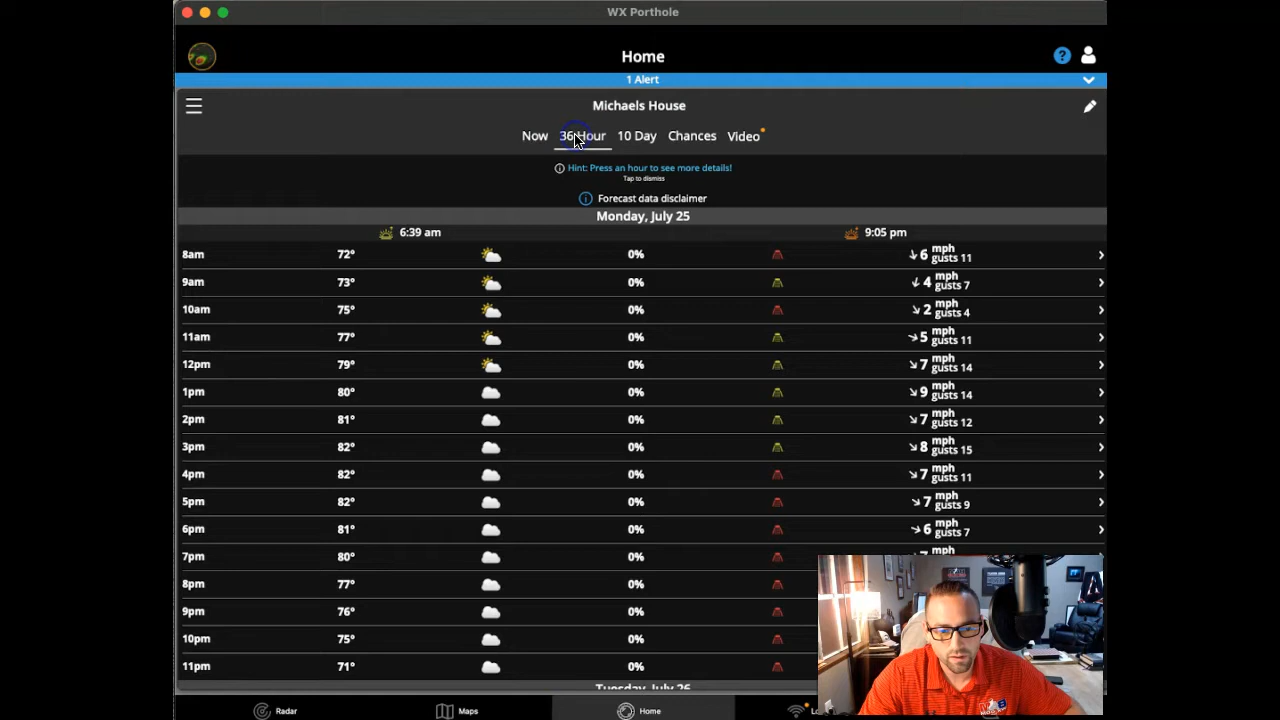 WX Porthole
Home
1 Alert
Michaels House
Now 36 Hour 10 Day Chances Video
Hint: Press an hour to see more details!
Tap to dismiss
Forecast data disclaimer
Monday, July 25
6:39 am 9:05 pm
8am 72° 0% 6 mph gusts 11
9am 73° 0% 4 mph gusts 7
10am 75° 0% 2 mph gusts 4
11am 77° 0% 5 mph gusts 11
12pm 79° 0% 7 mph gusts 14
1pm 80° 0% 9 mph gusts 14
2pm 81° 0% 7 mph gusts 12
3pm 82° 0% 8 mph gusts 15
4pm 82° 0% 7 mph gusts 11
5pm 82° 0% 7 mph gusts 9
6pm 81° 0% 6 mph gusts 7
7pm 80° 0% mph
8pm 77° 0%
9pm 76° 0%
10pm 75° 0%
11pm 71° 0%
Tuesday, July 26
Radar Maps Home